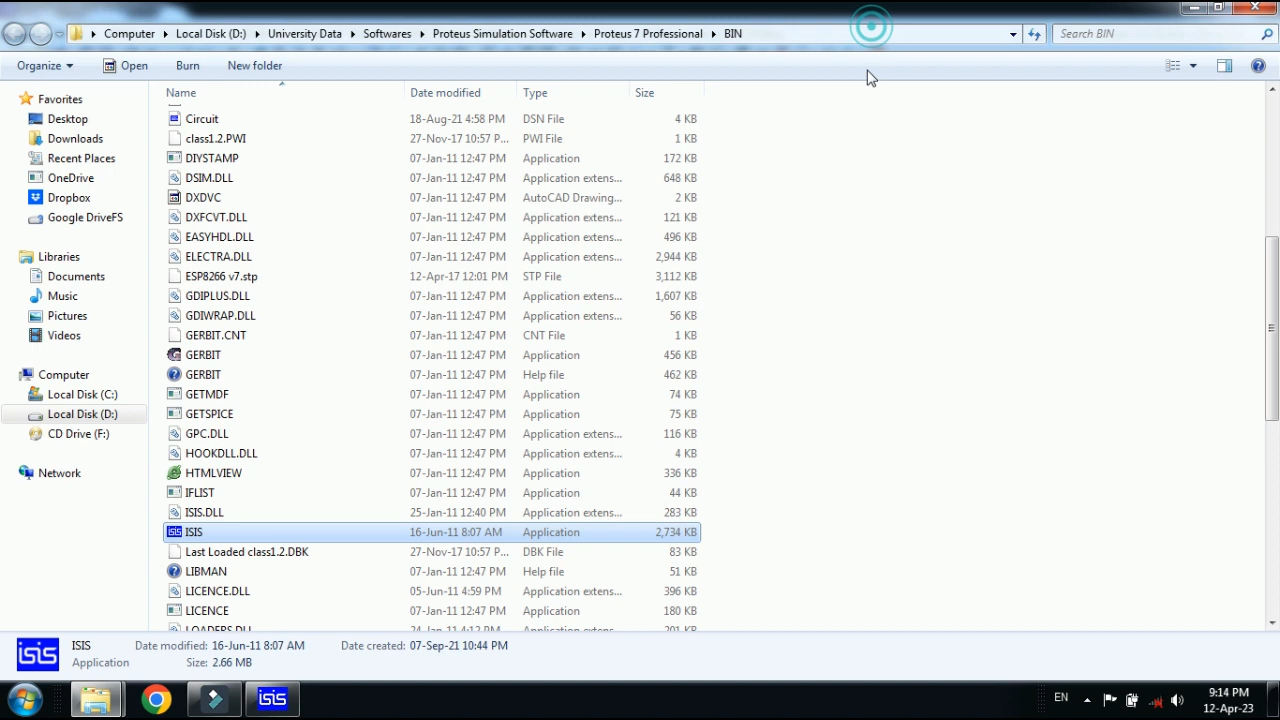 Computer Local Disk (D:) University Data Softwares Proteus Simulation Software Proteus 7 Professional BIN Search BIN
Organize Open Burn New folder
Name Date modified Type Size
Favorites
Desktop
Downloads
Recent Places
OneDrive
Dropbox
Google DriveFS
Libraries
Documents
Music
Pictures
Videos
Computer
Local Disk (C:)
Local Disk (D:)
CD Drive (F:)
Network
Circuit 18-Aug-21 4:58 PM DSN File 4 KB
class1.2.PWI 27-Nov-17 10:57 P... PWI File 1 KB
DIYSTAMP 07-Jan-11 12:47 PM Application 172 KB
DSIM.DLL 07-Jan-11 12:47 PM Application extens... 648 KB
DXDVC 07-Jan-11 12:47 PM AutoCAD Drawing... 2 KB
DXFCVT.DLL 07-Jan-11 12:47 PM Application extens... 121 KB
EASYHDL.DLL 07-Jan-11 12:47 PM Application extens... 496 KB
ELECTRA.DLL 07-Jan-11 12:47 PM Application extens... 2,944 KB
ESP8266 v7.stp 12-Apr-17 12:01 PM STP File 3,112 KB
GDIPLUS.DLL 07-Jan-11 12:47 PM Application extens... 1,607 KB
GDIWRAP.DLL 07-Jan-11 12:47 PM Application extens... 56 KB
GERBIT.CNT 07-Jan-11 12:47 PM CNT File 1 KB
GERBIT 07-Jan-11 12:47 PM Application 456 KB
GERBIT 07-Jan-11 12:47 PM Help file 462 KB
GETMDF 07-Jan-11 12:47 PM Application 74 KB
GETSPICE 07-Jan-11 12:47 PM Application 75 KB
GPC.DLL 07-Jan-11 12:47 PM Application extens... 116 KB
HOOKDLL.DLL 07-Jan-11 12:47 PM Application extens... 4 KB
HTMLVIEW 07-Jan-11 12:47 PM Application 336 KB
IFLIST 07-Jan-11 12:47 PM Application 44 KB
ISIS.DLL 25-Jan-11 12:40 PM Application extens... 283 KB
isis ISIS 16-Jun-11 8:07 AM Application 2,734 KB
Last Loaded class1.2.DBK 27-Nov-17 10:57 P... DBK File 83 KB
LIBMAN 07-Jan-11 12:47 PM Help file 51 KB
LICENCE.DLL 05-Jun-11 4:59 PM Application extens... 396 KB
LICENCE 07-Jan-11 12:47 PM Application 180 KB
LOADERS.DLL 24-Jan-11 4:12 PM Application extens... 201 KB
isis
ISIS Date modified: 16-Jun-11 8:07 AM Date created: 07-Sep-21 10:44 PM
Application Size: 2.66 MB
isis
EN
9:14 PM
12-Apr-23